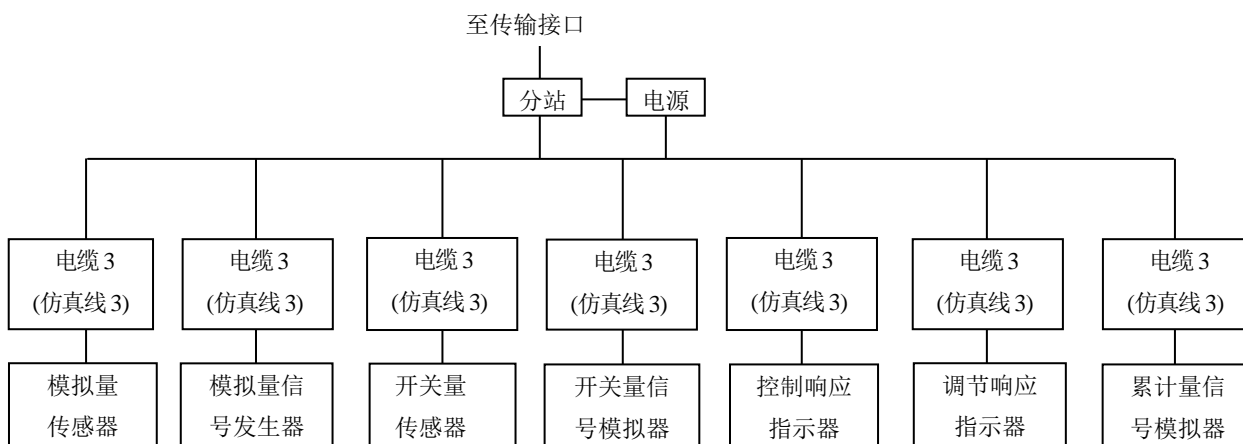 至传输接口
分站
电源
电缆3
(仿真线3)
电缆3
(仿真线3)
电缆3
(仿真线3)
电缆3
(仿真线3)
电缆3
(仿真线3)
电缆3
(仿真线3)
电缆3
(仿真线3)
模拟量
传感器
模拟量信
号发生器
开关量
传感器
开关量信
号模拟器
控制响应
指示器
调节响应
指示器
累计量信
号模拟器